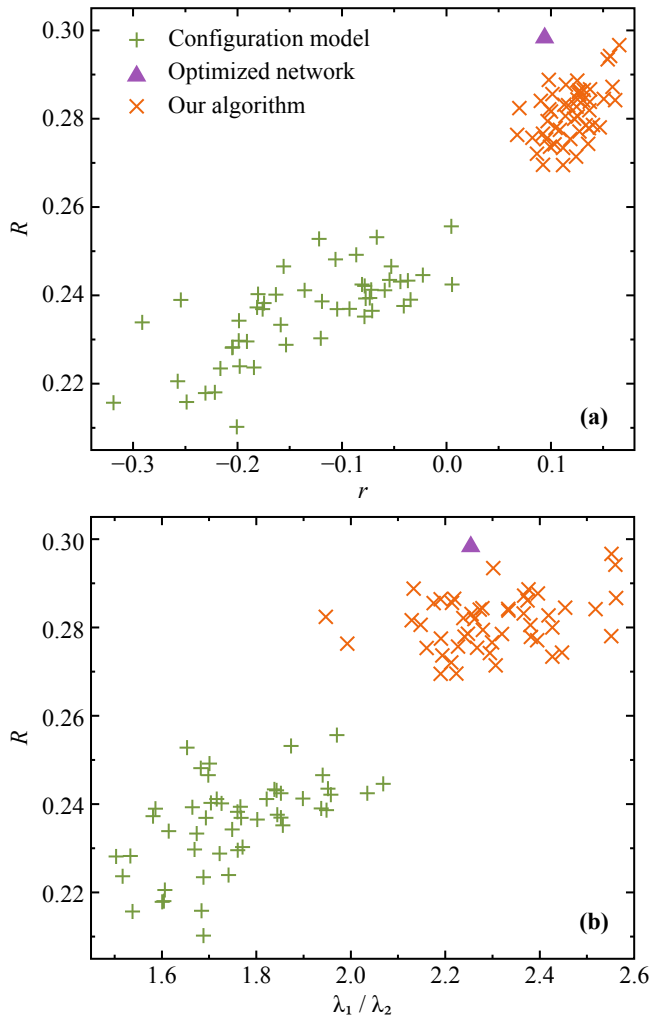 0.30
0.28
0.26
0.24
0.22
R
Configuration model
Optimized network
Our algorithm
(a)
−0.3 −0.2 −0.1 0.0 0.1
r
0.30
0.28
0.26
0.24
0.22
R
(b)
1.6 1.8 2.0 2.2 2.4 2.6
λ₁ / λ₂